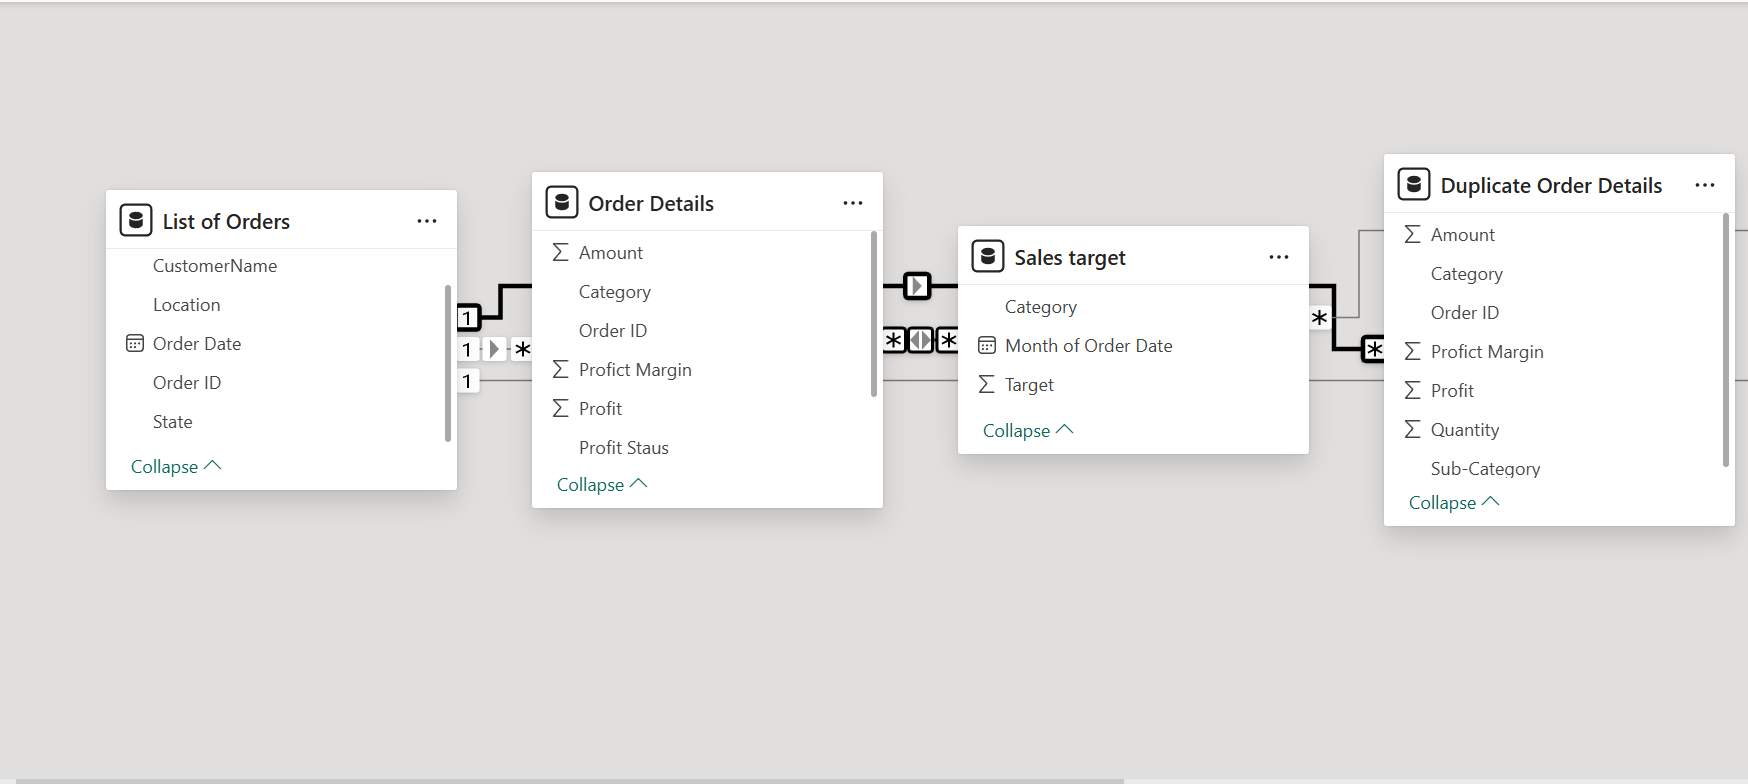 List of Orders
CustomerName
Location
Order Date
Order ID
State
Collapse
1
1
*
1
Order Details
Σ Amount
Category
Order ID
Σ Profict Margin
Σ Profit
Profit Staus
Collapse
*
*
Sales target
Category
Month of Order Date
Σ Target
Collapse
*
*
Duplicate Order Details
Σ Amount
Category
Order ID
Σ Profict Margin
Σ Profit
Σ Quantity
Sub-Category
Collapse